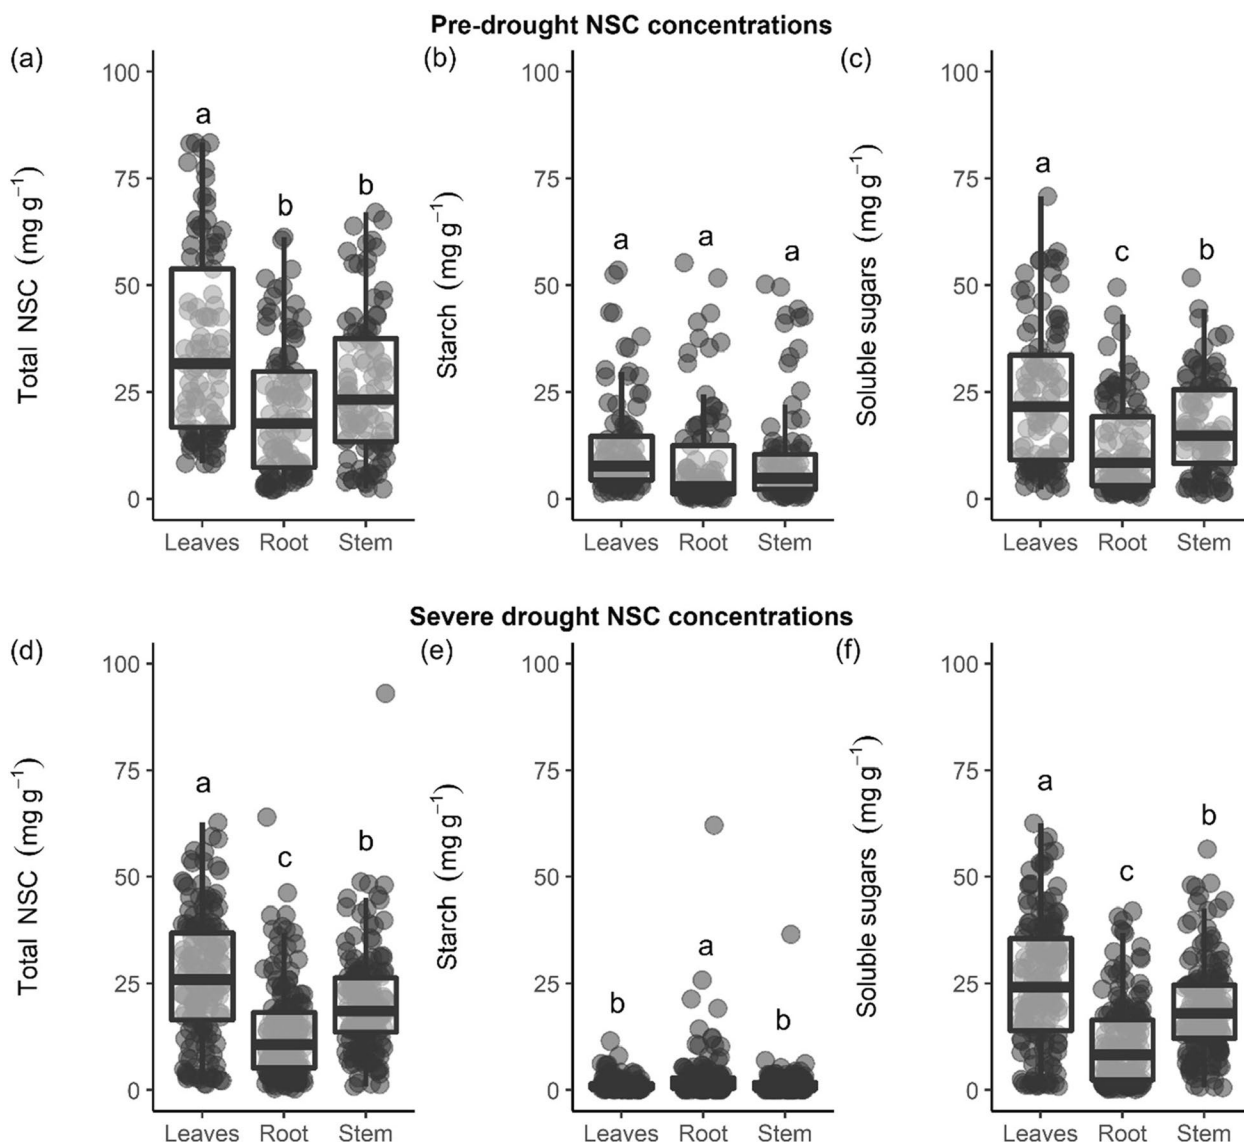 Pre-drought NSC concentrations
(a)
Total NSC (mg g⁻¹)
100
75
50
25
0
a
b
b
Leaves Root Stem
(b)
Starch (mg g⁻¹)
100
75
50
25
0
a
a
a
Leaves Root Stem
(c)
Soluble sugars (mg g⁻¹)
100
75
50
25
0
a
c
b
Leaves Root Stem
Severe drought NSC concentrations
(d)
Total NSC (mg g⁻¹)
100
75
50
25
0
a
c
b
Leaves Root Stem
(e)
Starch (mg g⁻¹)
100
75
50
25
0
b
a
b
Leaves Root Stem
(f)
Soluble sugars (mg g⁻¹)
100
75
50
25
0
a
c
b
Leaves Root Stem